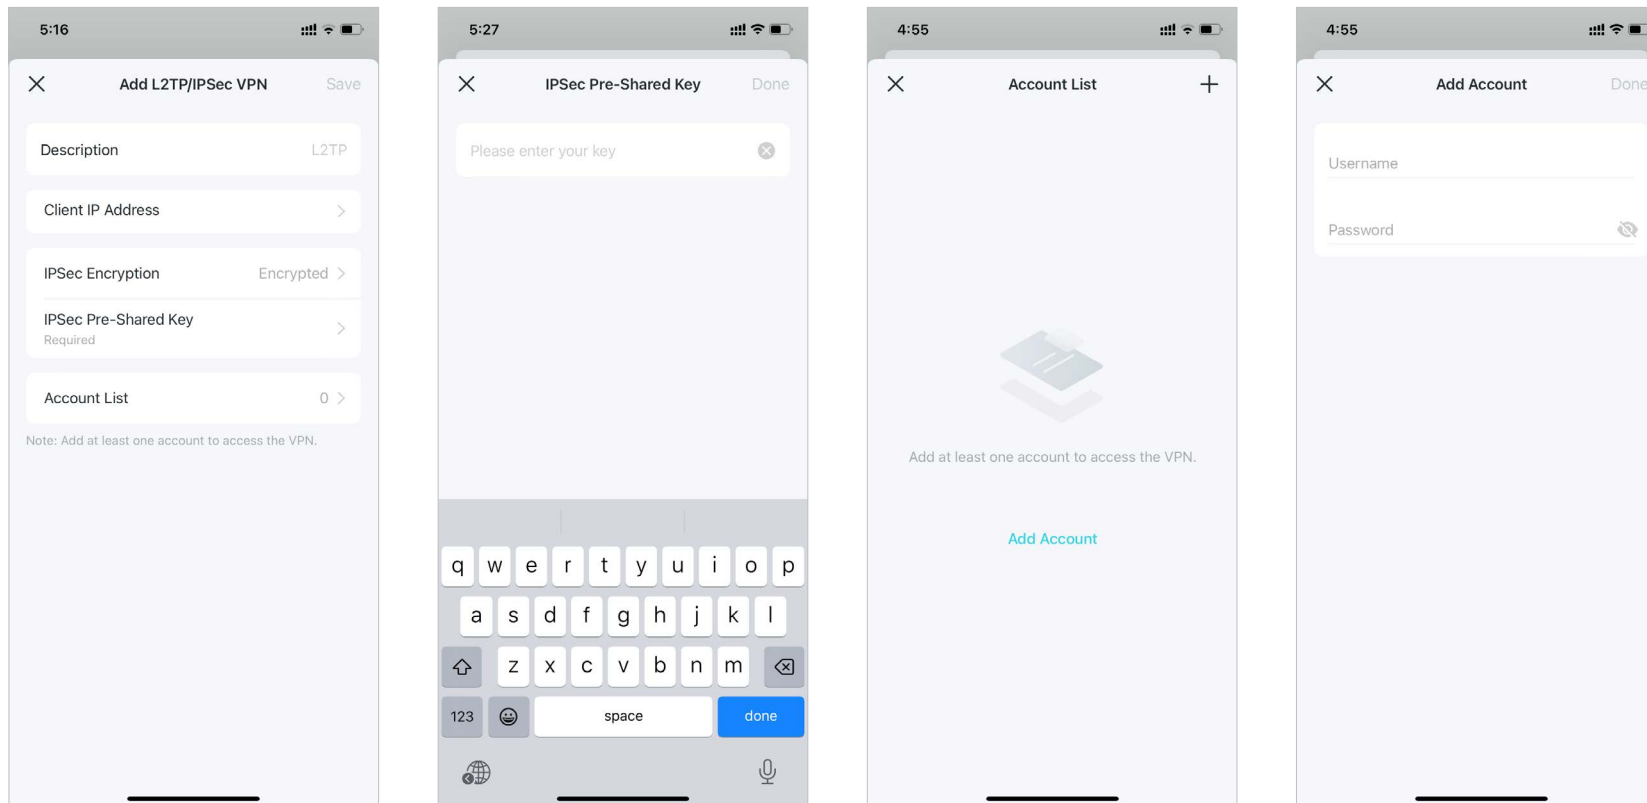 5:16
Add L2TP/IPSec VPN Save
Description L2TP
Client IP Address
IPSec Encryption Encrypted
IPSec Pre-Shared Key
Required
Account List 0
Note: Add at least one account to access the VPN.
5:27
IPSec Pre-Shared Key Done
Please enter your key
q w e r t y u i o p
a s d f g h j k l
z x c v b n m
123 space done
4:55
Account List
Add at least one account to access the VPN.
Add Account
4:55
Add Account Done
Username
Password